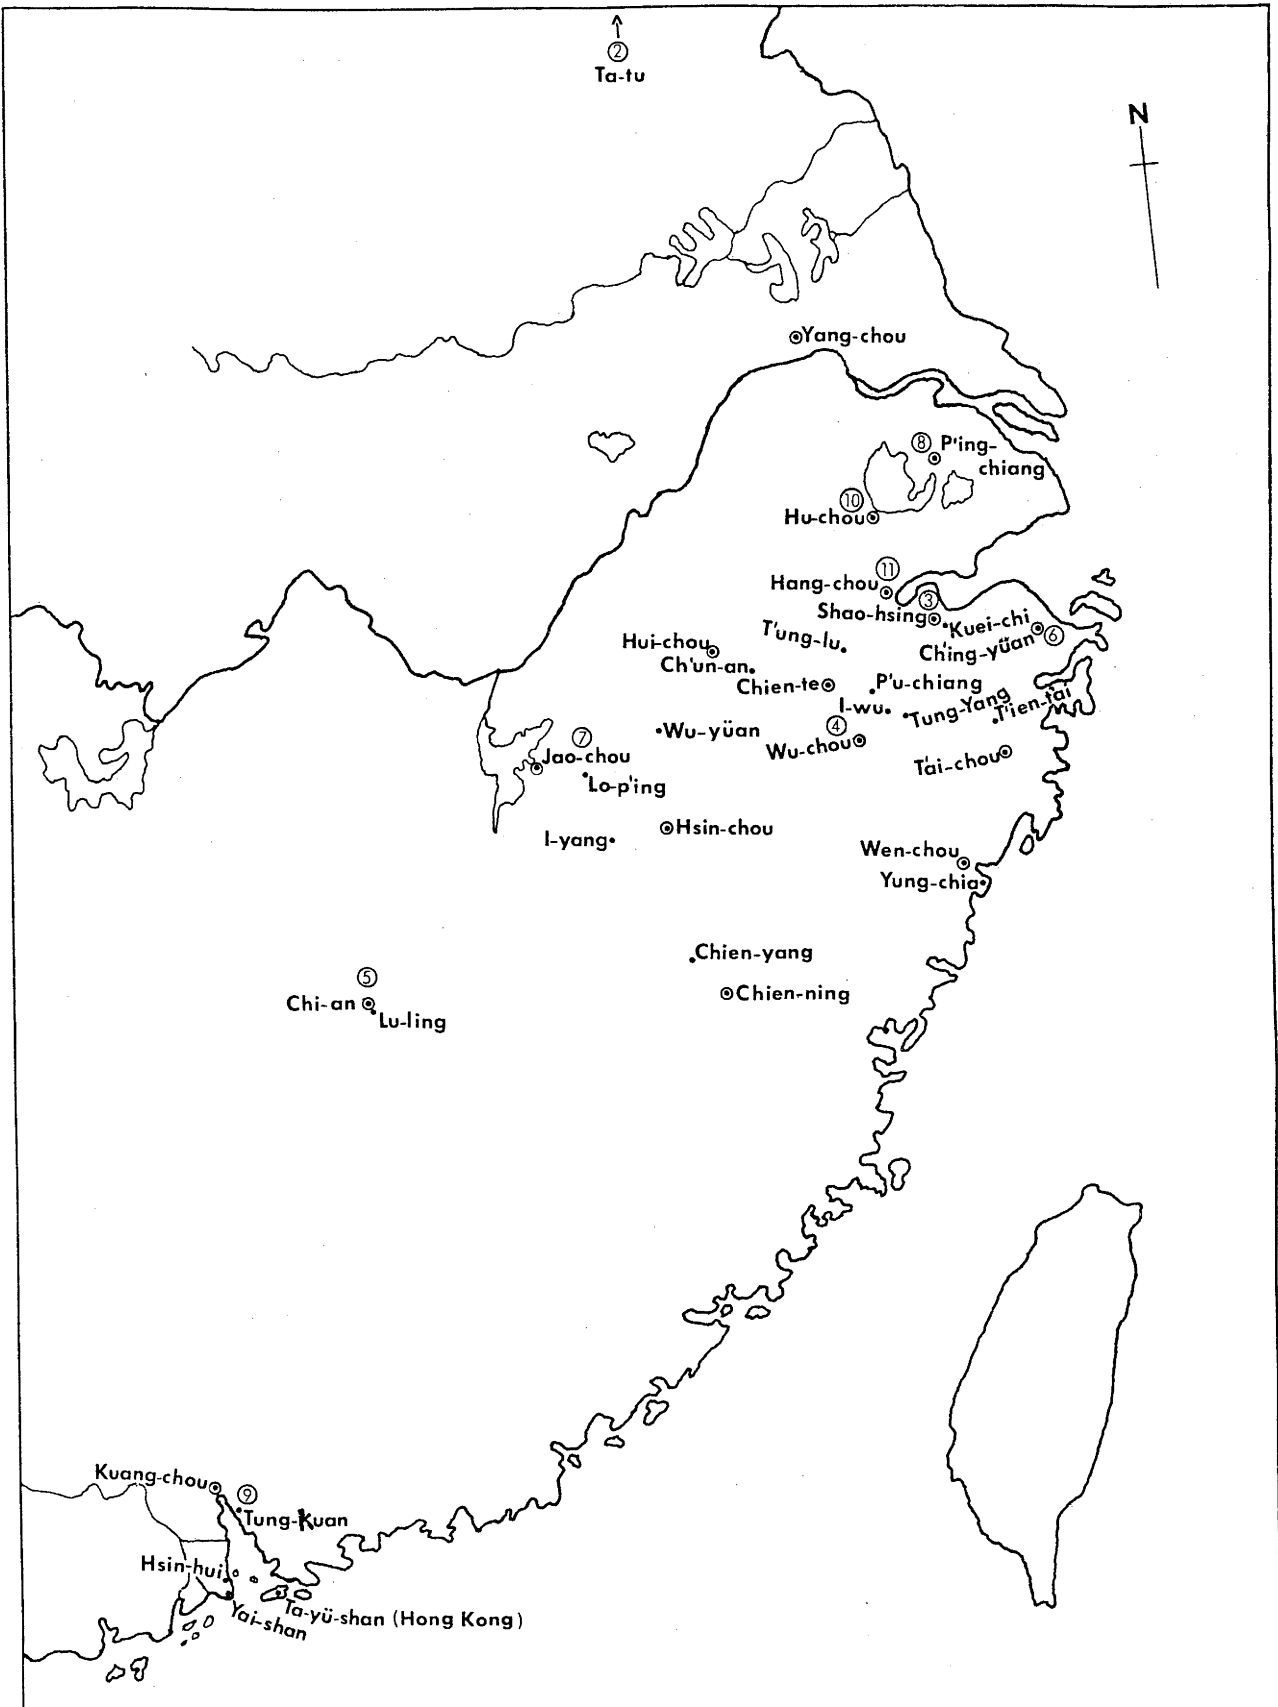 ②
Ta-tu
N
Yang-chou
⑧ P'ing-
chiang
⑩
Hu-chou
⑪
Hang-chou
③
Shao-hsing
Kuei-chi
T'ung-lu
Ch'ing-yüan ⑥
Hui-chou
Ch'un-an
Chien-te
P'u-chiang
I-wu
Tung-Yang
T'ien-tai
④
Wu-chou
Wu-yüan
⑦
Jao-chou
T'ai-chou
Lo-p'ing
Hsin-chou
I-yang
Wen-chou
Yung-chia
Chien-yang
⑤
Chi-an
Chien-ning
Lu-ling
Kuang-chou
⑨
Tung-Kuan
Hsin-hui
Yai-shan
Ta-yü-shan (Hong Kong)